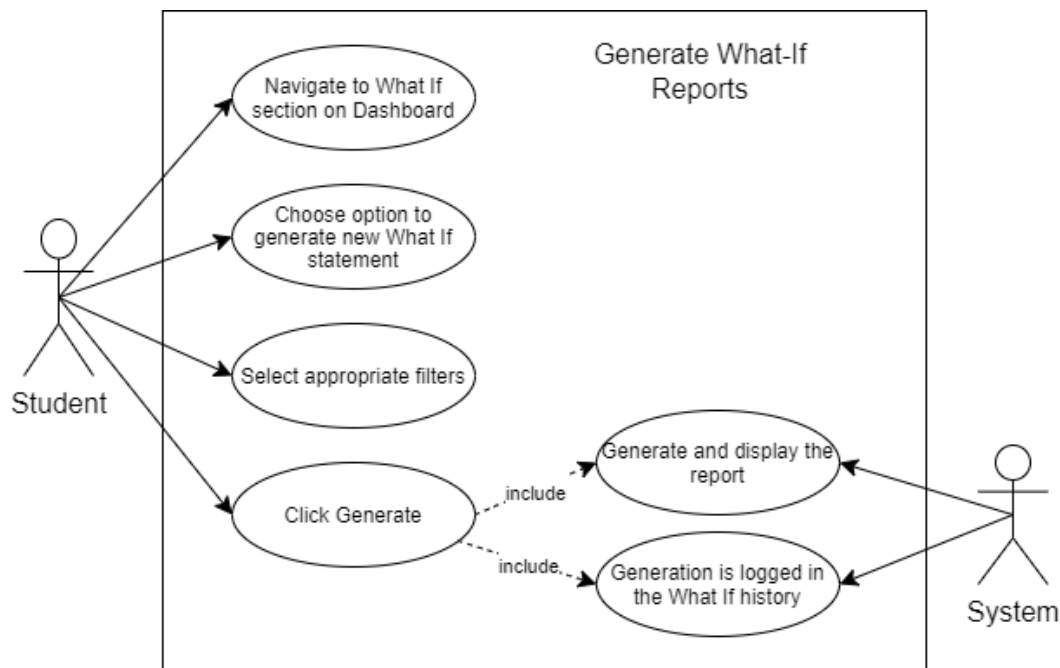 Generate What-If
Reports
Navigate to What If
section on Dashboard
Choose option to
generate new What If
statement
Select appropriate filters
Student
Click Generate
include
include
Generate and display the
report
Generation is logged in
the What If history
System